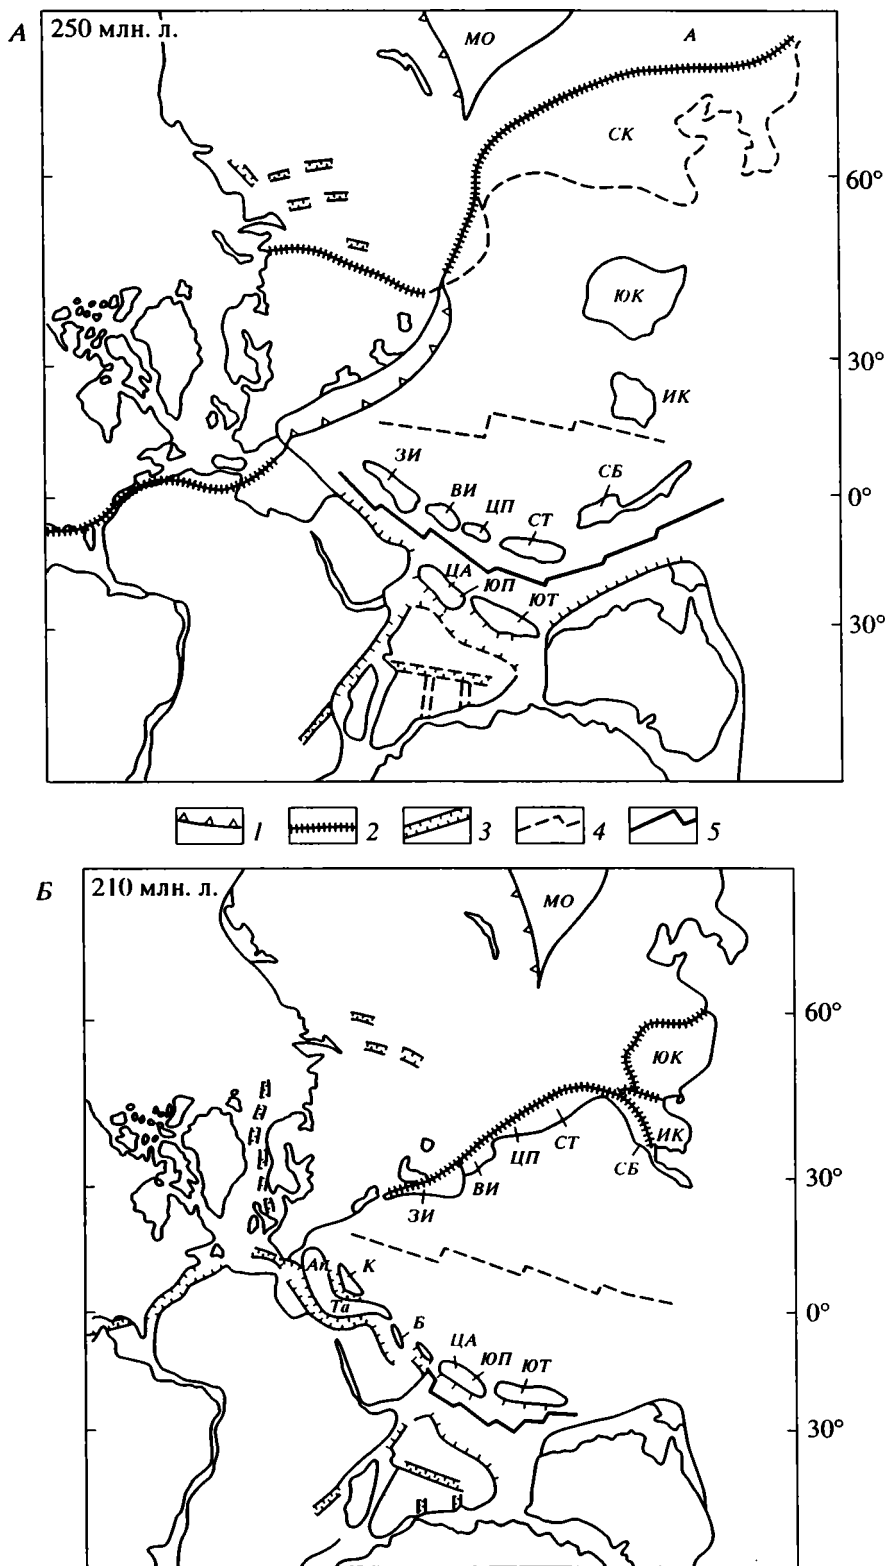 А
250 млн. л.
МО
А
СК
60°
ЮК
30°
ИК
ЗИ
ВИ
ЦП
СТ
СБ
0°
ЦА
ЮП
ЮТ
30°
1 2 3 4 5
Б
210 млн. л.
МО
60°
ЮК
ИК
СТ
ЦП
СБ
ВИ
ЗИ
30°
Ап
К
Та
0°
Б
ЦА
ЮП
ЮТ
30°